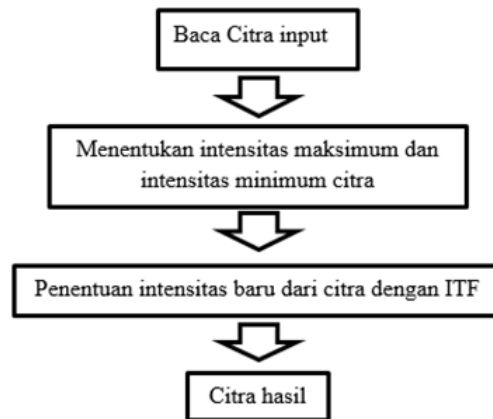 Baca Citra input
Menentukan intensitas maksimum dan
intensitas minimum citra
Penentuan intensitas baru dari citra dengan ITF
Citra hasil